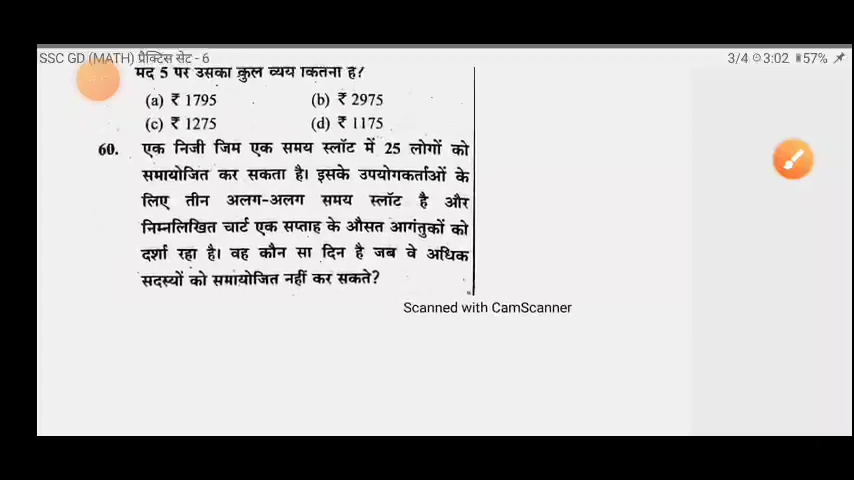 SSC GD (MATH) प्रैक्टिस सेट - 6
3/4 3:02 57%
मद 5 पर उसका कुल व्यय कितना है?
(a) ₹ 1795 (b) ₹ 2975
(c) ₹ 1275 (d) ₹ 1175
60. एक निजी जिम एक समय स्लॉट में 25 लोगों को
समायोजित कर सकता है। इसके उपयोगकर्ताओं के
लिए तीन अलग-अलग समय स्लॉट है और
निम्नलिखित चार्ट एक सप्ताह के औसत आगंतुकों को
दर्शा रहा है। वह कौन सा दिन है जब वे अधिक
सदस्यों को समायोजित नहीं कर सकते?
Scanned with CamScanner